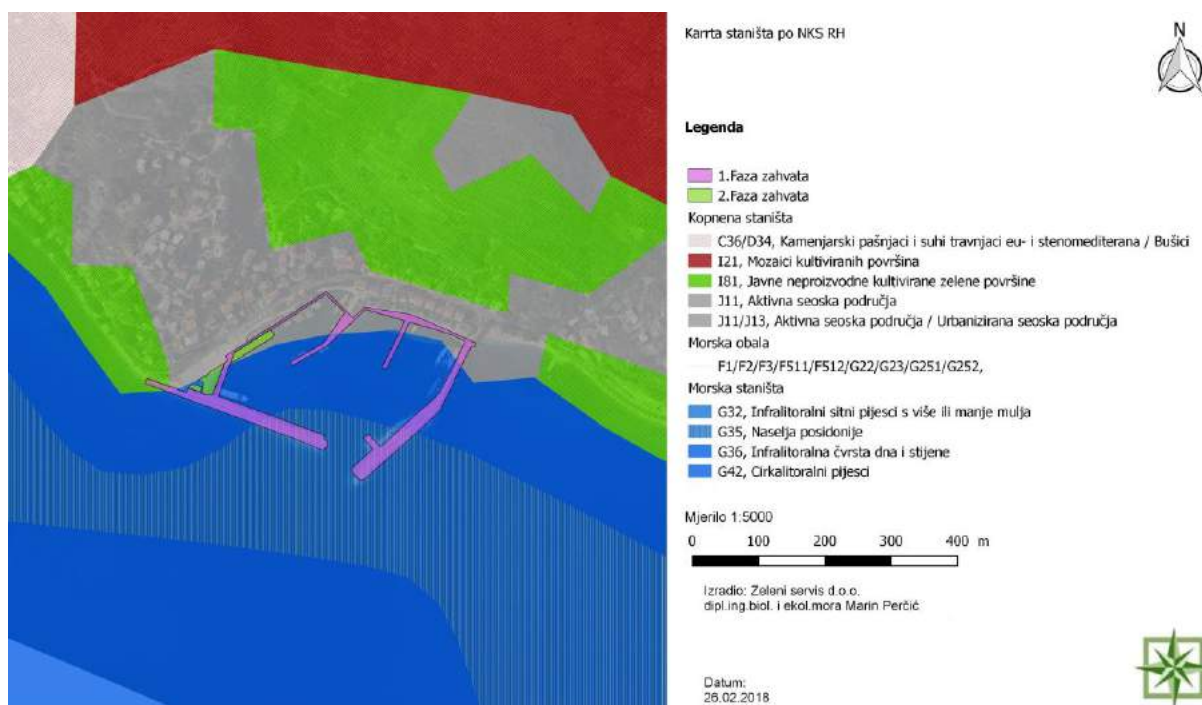 Karrta staništa po NKS RH
N
Legenda
1.Faza zahvata
2.Faza zahvata
Kopnena staništa
C36/D34, Kamenjarski pašnjaci i suhi travnjaci eu- i stenomediterana / Bušici
I21, Mozaici kultiviranih površina
I81, Javne neproizvodne kultivirane zelene površine
J11, Aktivna seoska područja
J11/J13, Aktivna seoska područja / Urbanizirana seoska područja
Morska obala
F1/F2/F3/F511/F512/G22/G23/G251/G252,
Morska staništa
G32, Infralitoralni sitni pijesci s više ili manje mulja
G35, Naselja posidonije
G36, Infralitoralna čvrsta dna i stijene
G42, Cirkalitoralni pijesci
Mjerilo 1:5000
0 100 200 300 400 m
Izradio: Zeleni servis d.o.o.
dipl.ing.biol. i ekol.mora Marin Perčić
Datum:
26.02.2018